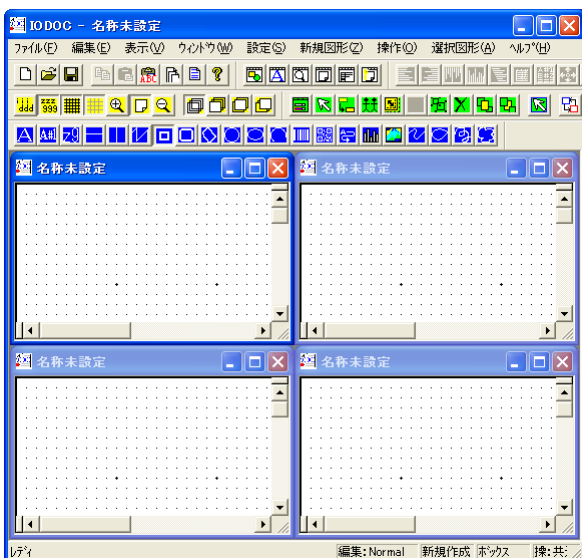 IODOC - 名称未設定
ファイル(F) 編集(E) 表示(V) ウィンドウ(W) 設定(S) 新規図形(Z) 操作(O) 選択図形(A) ヘルプ(H)
名称未設定
名称未設定
名称未設定
名称未設定
レディ 編集:Normal 新規作成 ボックス 操:共: